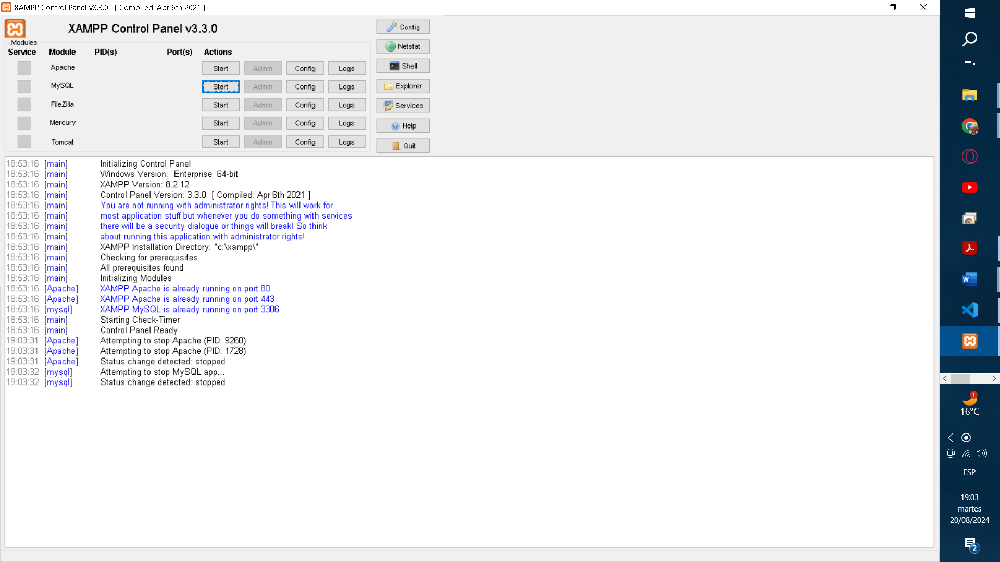 XAMPP Control Panel v3.3.0 [ Compiled: Apr 6th 2021 ]
XAMPP Control Panel v3.3.0
Modules
Service Module PID(s) Port(s) Actions
Apache Start Admin Config Logs
MySQL Start Admin Config Logs
FileZilla Start Admin Config Logs
Mercury Start Admin Config Logs
Tomcat Start Admin Config Logs
Config
Netstat
Shell
Explorer
Services
Help
Quit
18:53:16 [main] Initializing Control Panel
18:53:16 [main] Windows Version: Enterprise 64-bit
18:53:16 [main] XAMPP Version: 8.2.12
18:53:16 [main] Control Panel Version: 3.3.0 [ Compiled: Apr 6th 2021 ]
18:53:16 [main] You are not running with administrator rights! This will work for
18:53:16 [main] most application stuff but whenever you do something with services
18:53:16 [main] there will be a security dialogue or things will break! So think
18:53:16 [main] about running this application with administrator rights!
18:53:16 [main] XAMPP Installation Directory: "c:\xampp\"
18:53:16 [main] Checking for prerequisites
18:53:16 [main] All prerequisites found
18:53:16 [main] Initializing Modules
18:53:16 [Apache] XAMPP Apache is already running on port 80
18:53:16 [Apache] XAMPP Apache is already running on port 443
18:53:16 [mysql] XAMPP MySQL is already running on port 3306
18:53:16 [main] Starting Check-Timer
18:53:16 [main] Control Panel Ready
19:03:31 [Apache] Attempting to stop Apache (PID: 9260)
19:03:31 [Apache] Attempting to stop Apache (PID: 1728)
19:03:31 [Apache] Status change detected: stopped
19:03:32 [mysql] Attempting to stop MySQL app...
19:03:32 [mysql] Status change detected: stopped
W
1
16°C
ESP
19:03
martes
20/08/2024
2